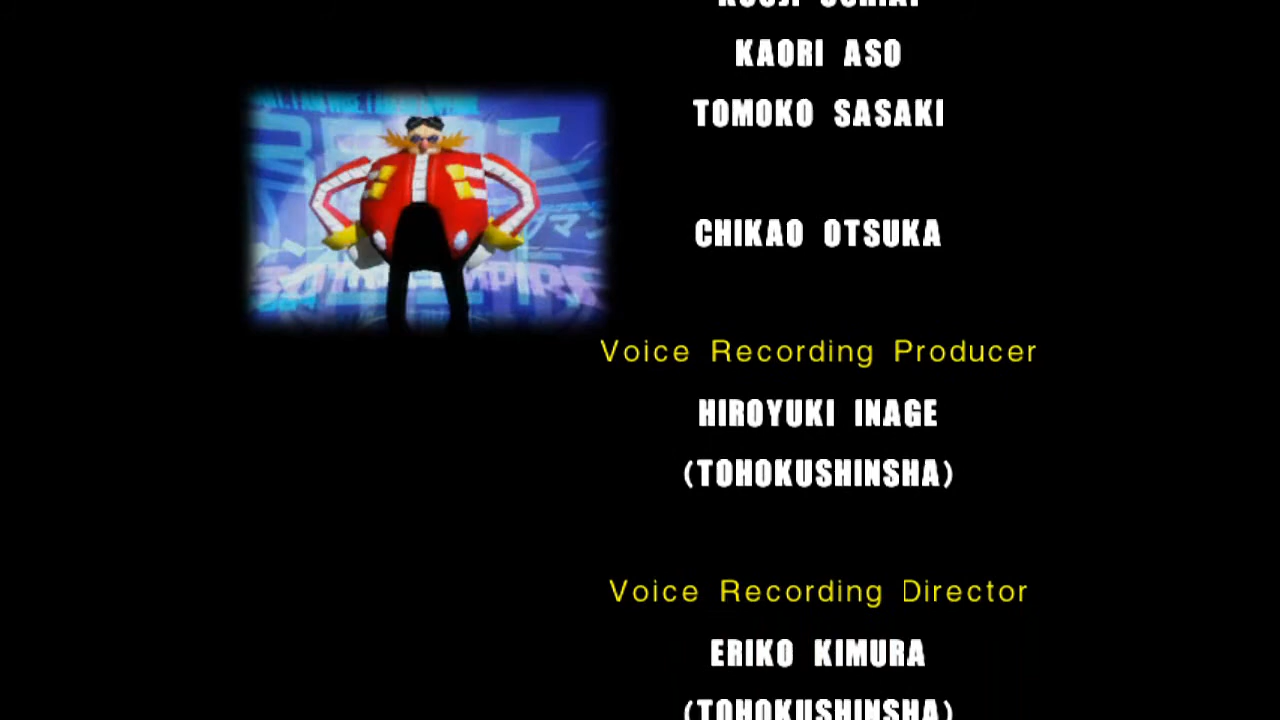 KAORI ASO
TOMOKO SASAKI
CHIKAO OTSUKA
Voice Recording Producer
HIROYUKI INAGE
(TOHOKUSHINSHA)
Voice Recording Director
ERIKO KIMURA
(TOHOKUSHINSHA)